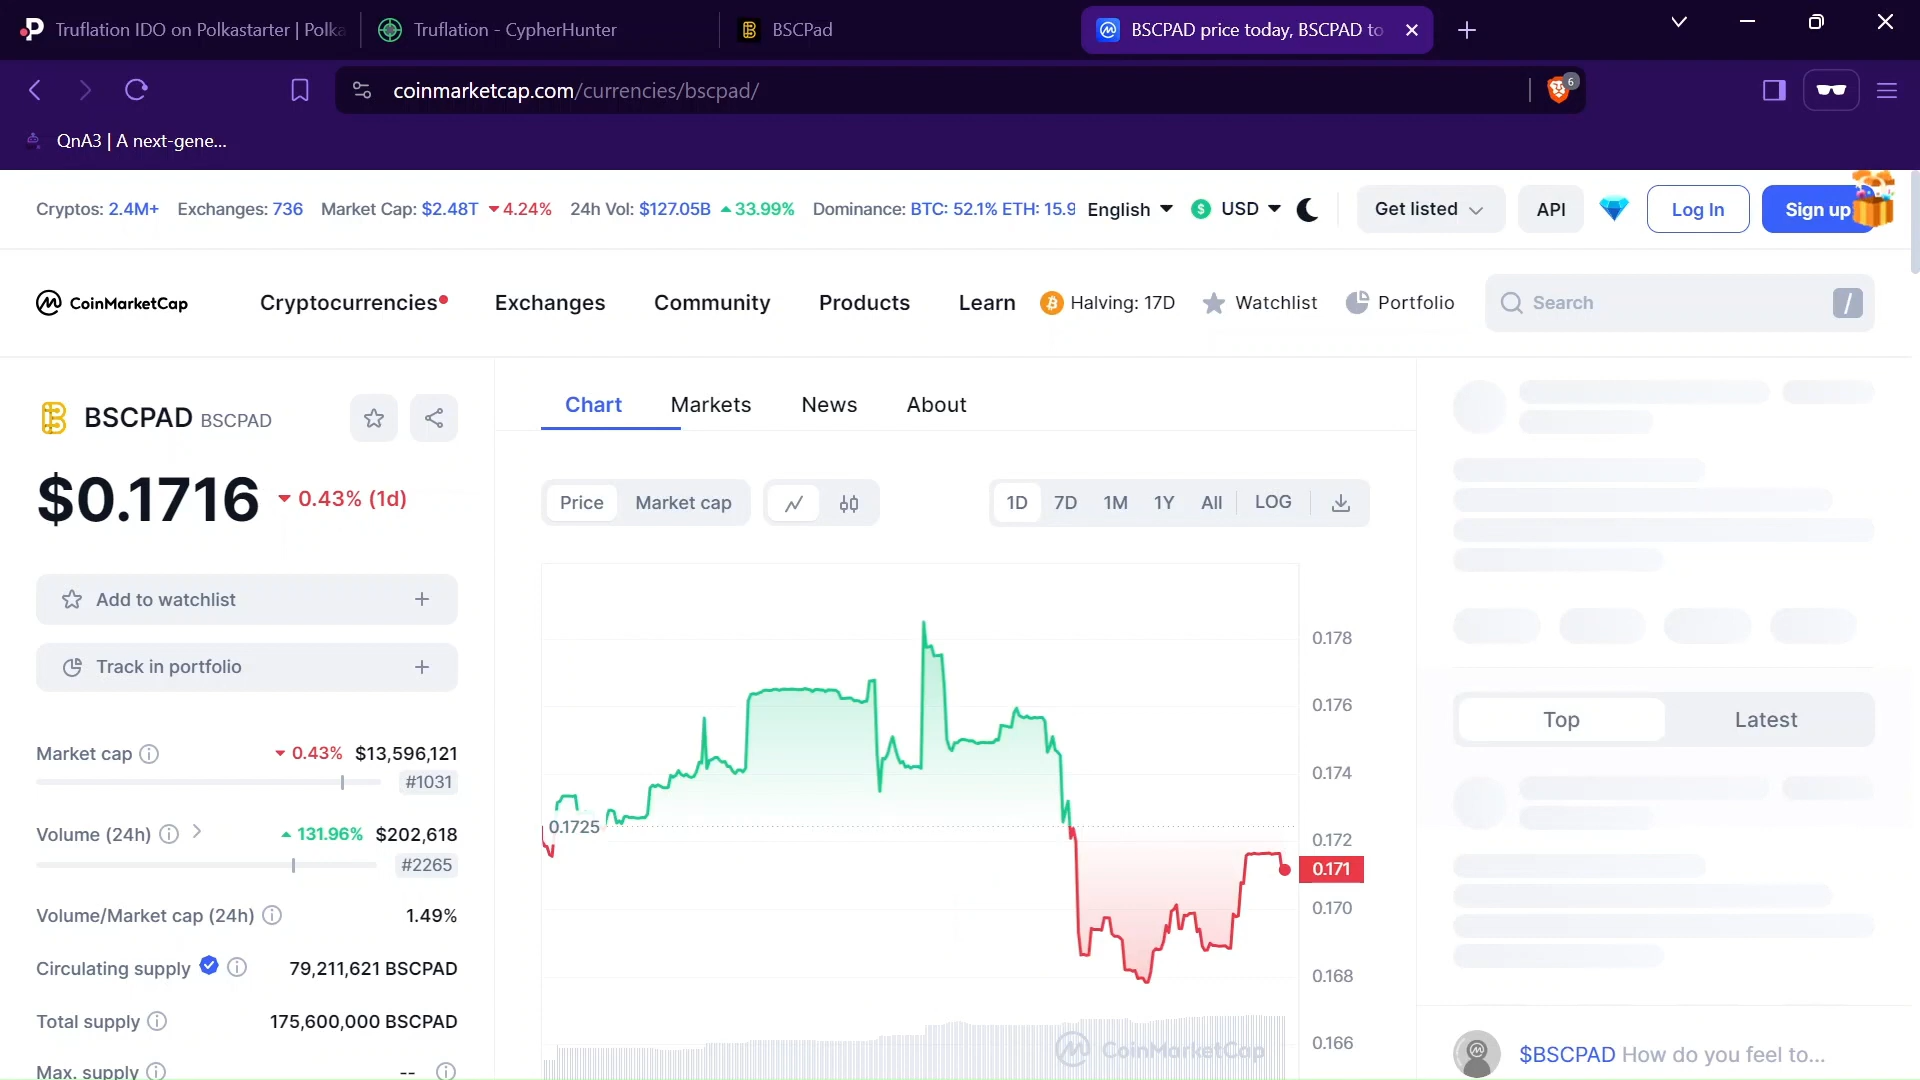 Truflation IDO on Polkastarter | Polka
Truflation - CypherHunter
BSCPad
BSCPAD price today, BSCPAD to
coinmarketcap.com/currencies/bscpad/
6
QnA3 | A next-gene...
Cryptos: 2.4M+ Exchanges: 736 Market Cap: $2.48T 4.24% 24h Vol: $127.05B 33.99% Dominance: BTC: 52.1% ETH: 15.9
English
USD
Get listed
API
Log In
Sign up
CoinMarketCap
Cryptocurrencies
Exchanges
Community
Products
Learn
Halving: 17D
Watchlist
Portfolio
Search
/
BSCPAD BSCPAD
$0.1716 0.43% (1d)
Add to watchlist
Track in portfolio
Market cap 0.43% $13,596,121
#1031
Volume (24h) 131.96% $202,618
#2265
Volume/Market cap (24h) 1.49%
Circulating supply 79,211,621 BSCPAD
Total supply 175,600,000 BSCPAD
Max. supply --
Chart Markets News About
Price Market cap
1D 7D 1M 1Y All LOG
0.178
0.176
0.174
0.1725
0.172
0.171
0.170
0.168
0.166
CoinMarketCap
Top Latest
$BSCPAD How do you feel to...